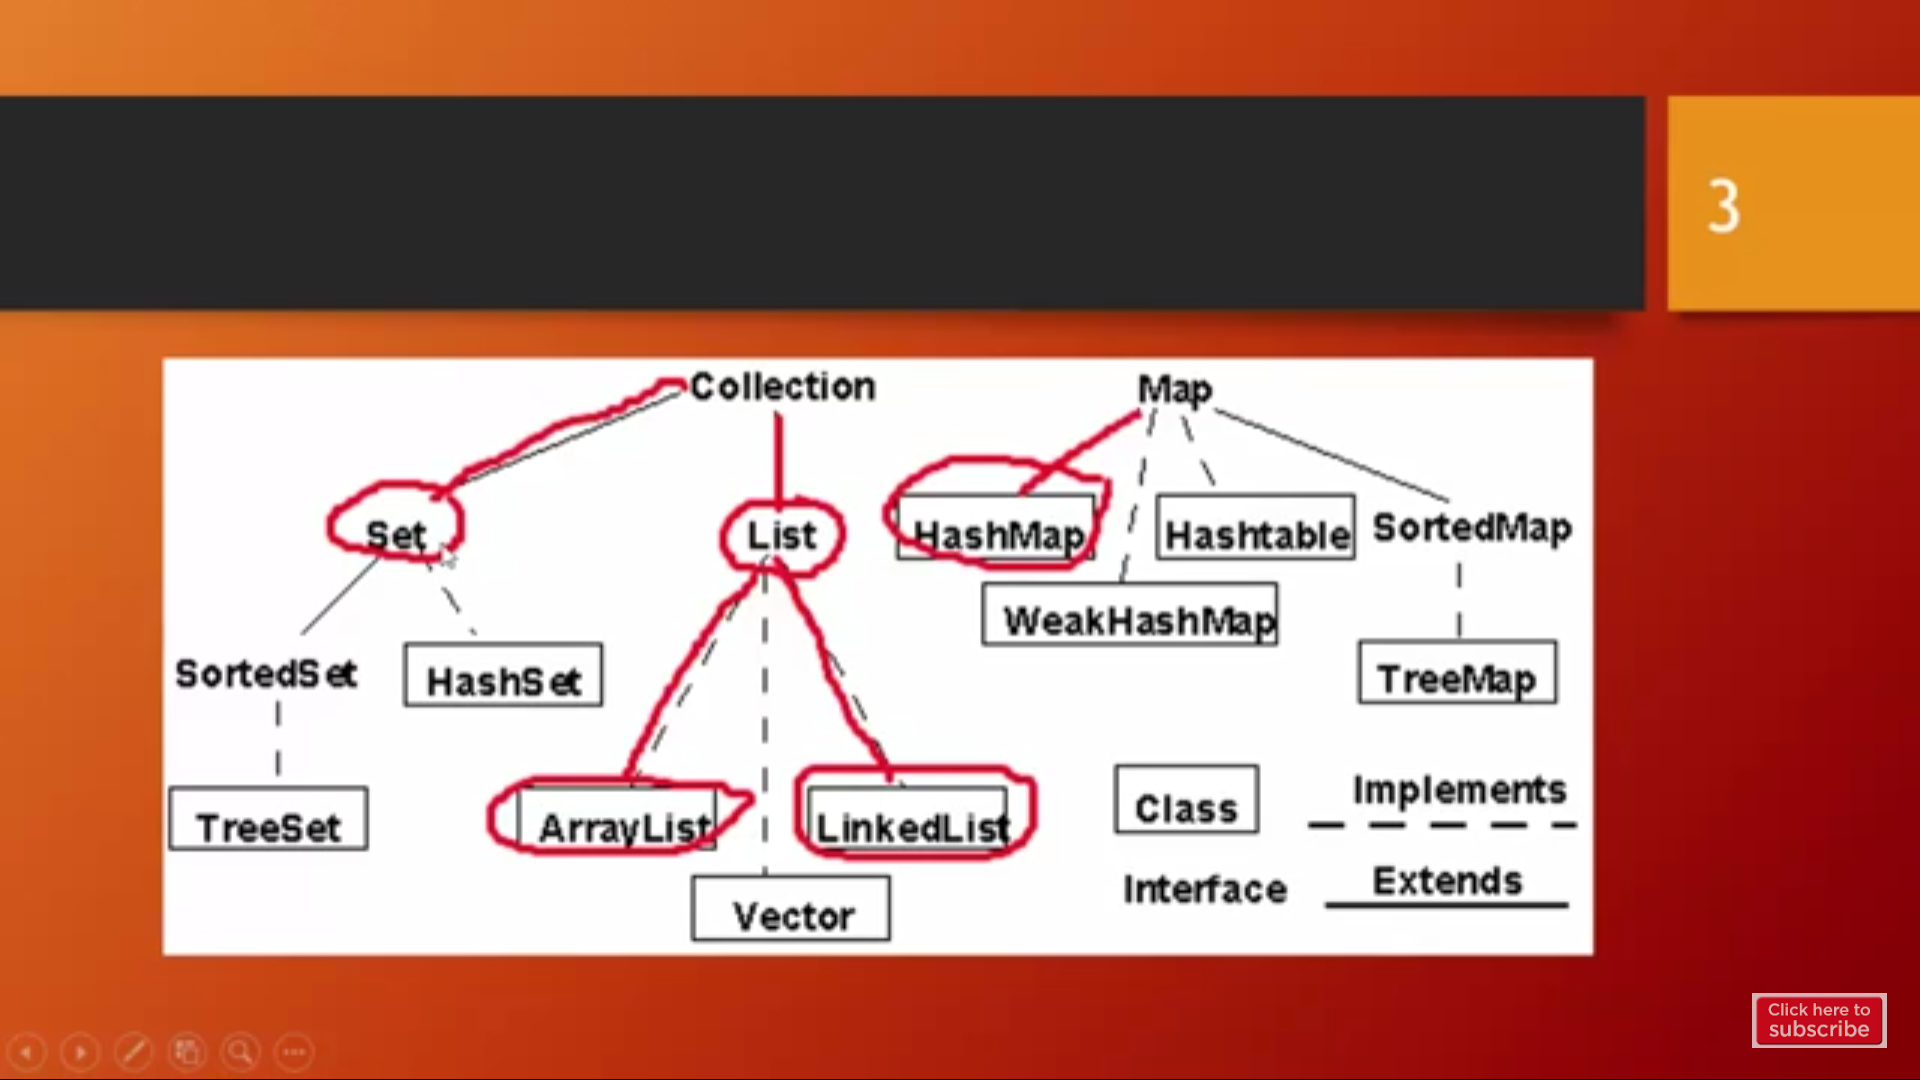 3
Collection
Map
Set
List
HashMap
Hashtable
SortedMap
WeakHashMap
SortedSet
HashSet
TreeMap
TreeSet
ArrayList
LinkedList
Class
Implements
Vector
Interface
Extends
Click here to
subscribe